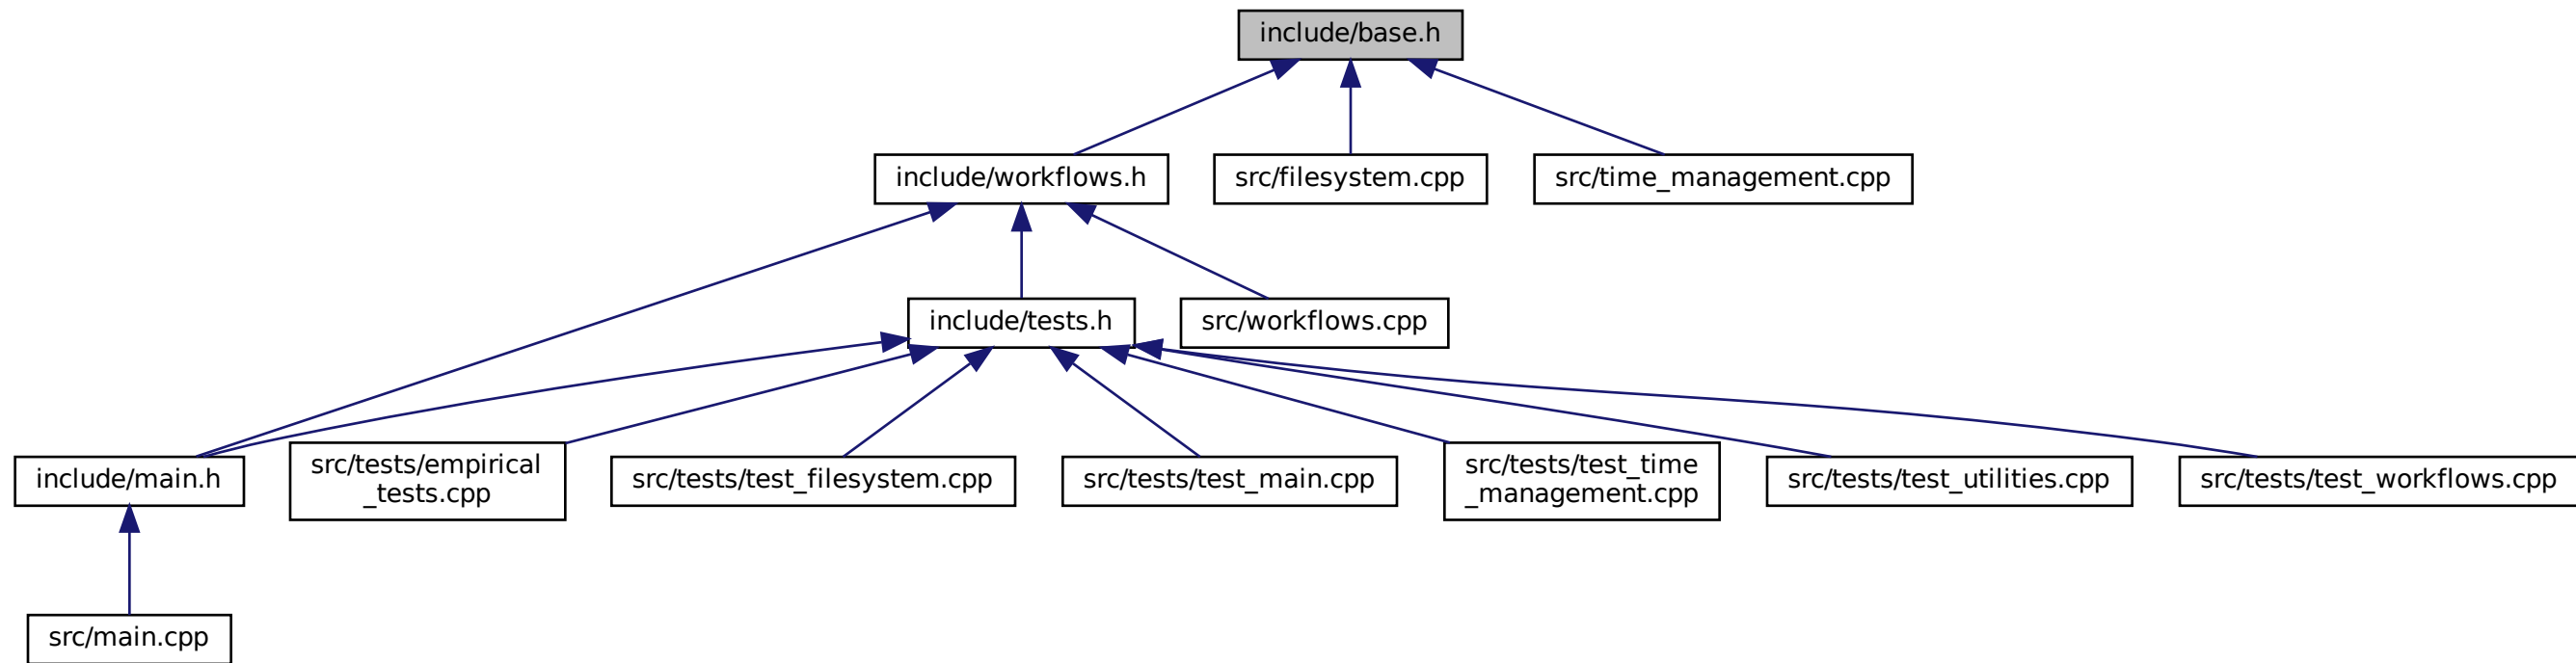 include/base.h
include/workflows.h
src/filesystem.cpp
src/time_management.cpp
include/tests.h
src/workflows.cpp
include/main.h
src/tests/empirical
_tests.cpp
src/tests/test_filesystem.cpp
src/tests/test_main.cpp
src/tests/test_time
_management.cpp
src/tests/test_utilities.cpp
src/tests/test_workflows.cpp
src/main.cpp